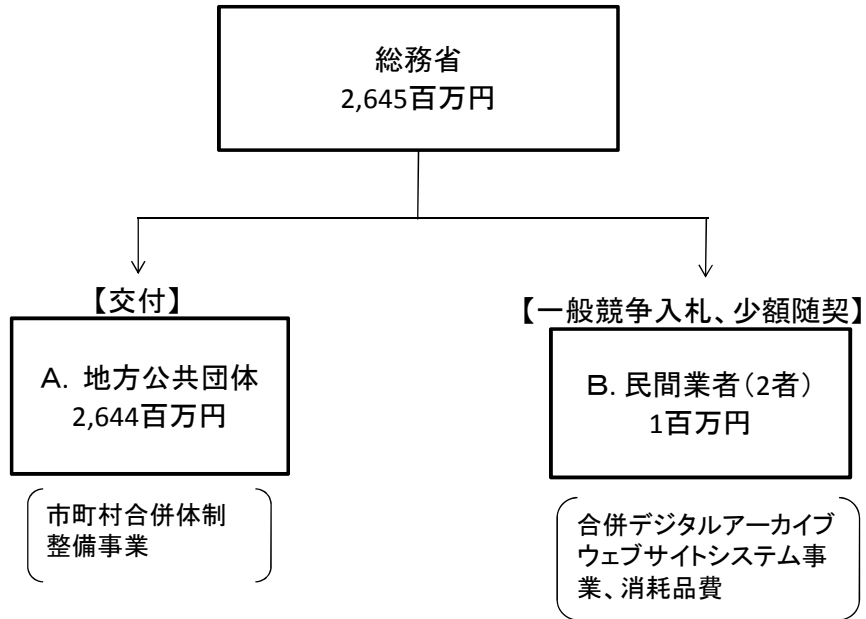 総務省
2,645百万円
【交付】
A. 地方公共団体
2,644百万円
市町村合併体制
整備事業
【一般競争入札、少額随契】
B. 民間業者(2者)
1百万円
合併デジタルアーカイブ
ウェブサイトシステム事
業、消耗品費